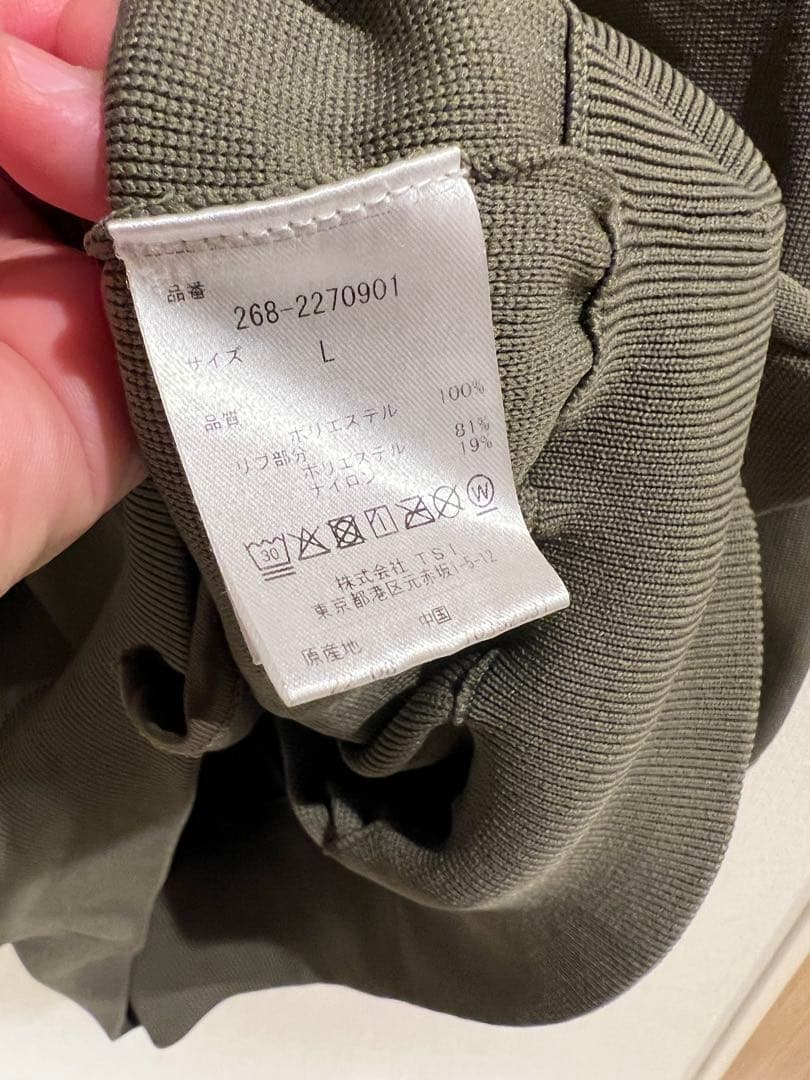 品番
268-2270901
サイズ L
品質
ポリエステル 100%
リブ部分
ポリエステル 81%
ナイロン 19%
30 W
株式会社 TSI
東京都港区元赤坂1-5-12
原産地 中国